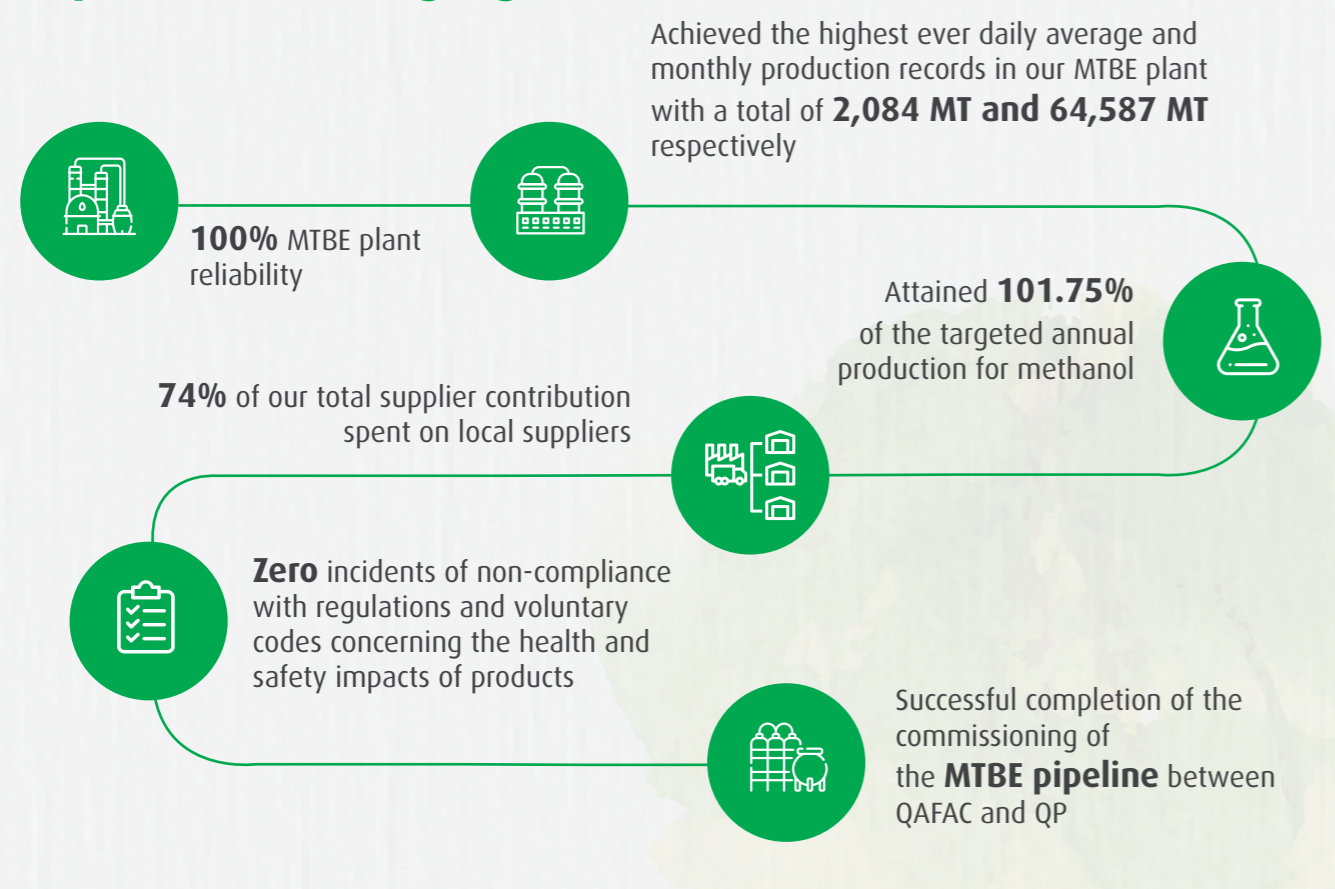 Achieved the highest ever daily average and
monthly production records in our MTBE plant
with a total of 2,084 MT and 64,587 MT
respectively
100% MTBE plant
reliability
Attained 101.75%
of the targeted annual
production for methanol
74% of our total supplier contribution
spent on local suppliers
Zero incidents of non-compliance
with regulations and voluntary
codes concerning the health and
safety impacts of products
Successful completion of the
commissioning of
the MTBE pipeline between
QAFAC and QP